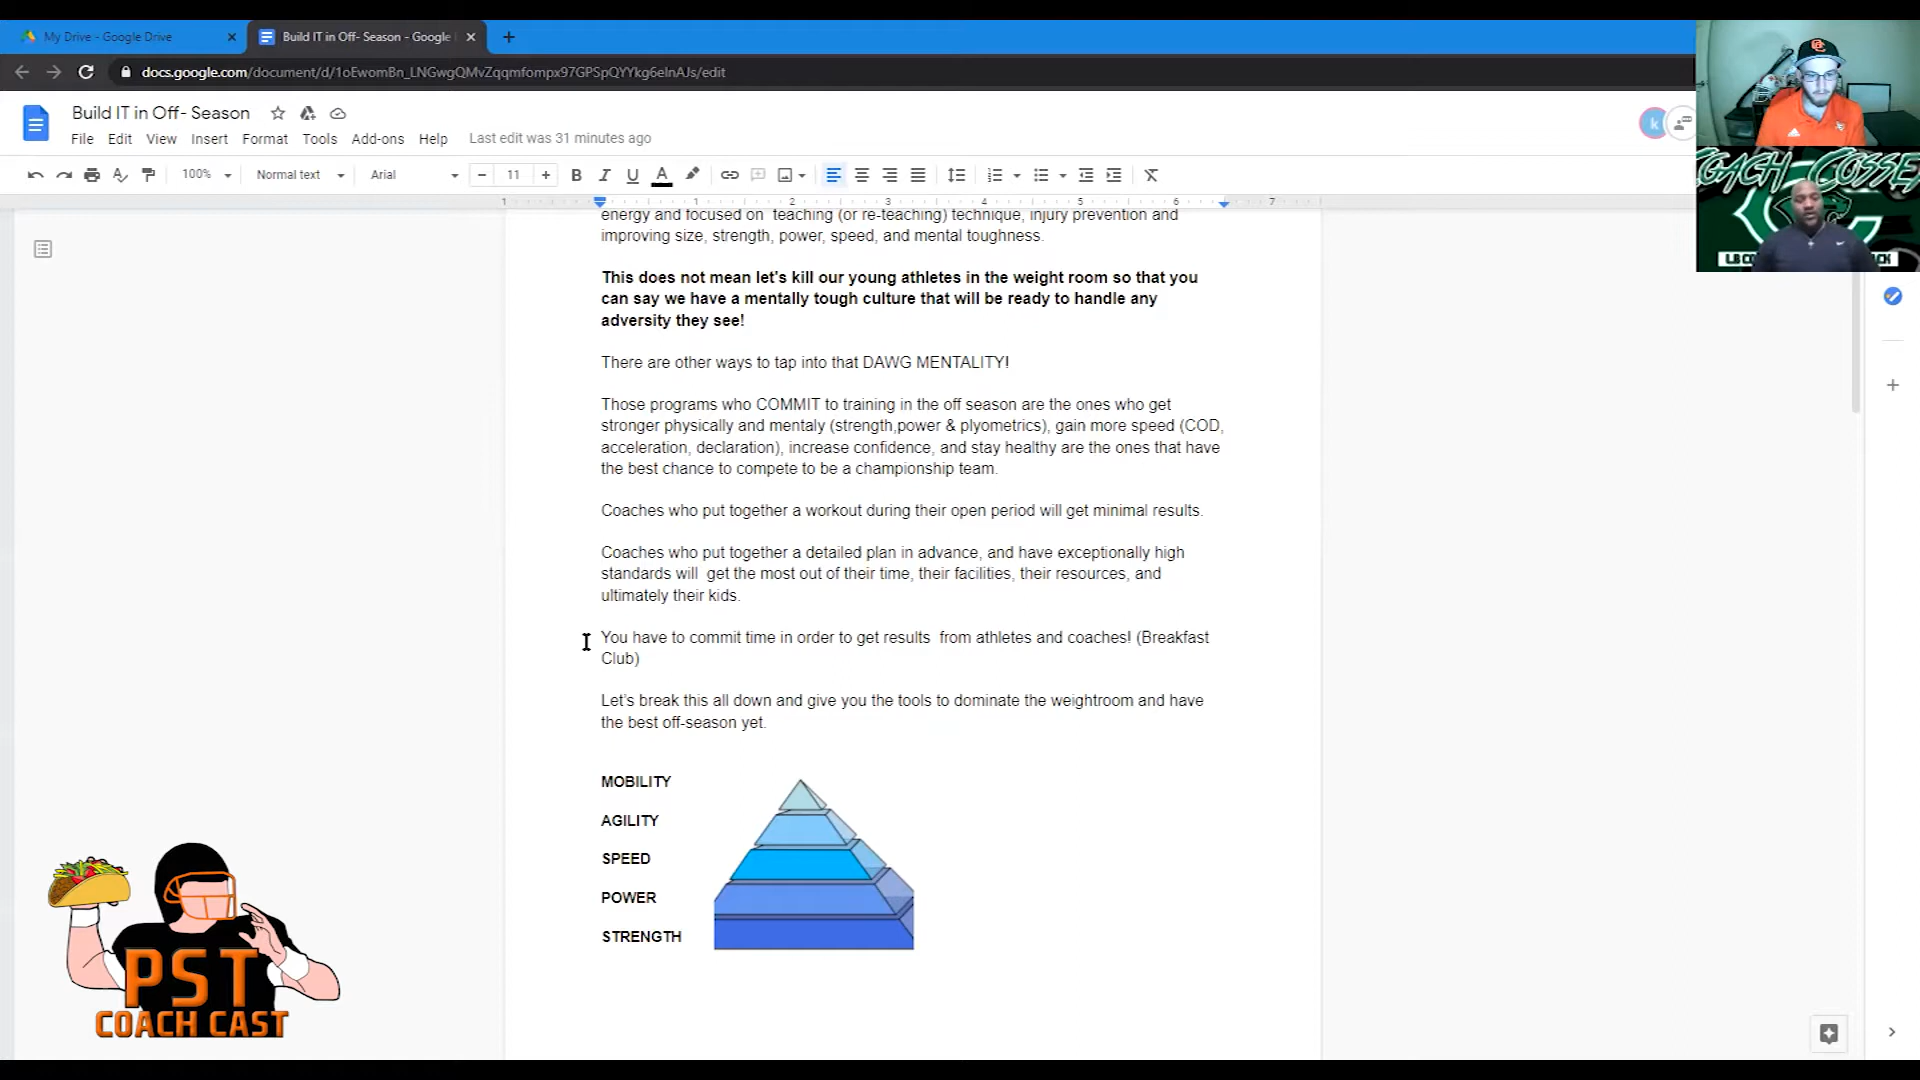 My Drive - Google Drive
Build IT in Off- Season - Google
docs.google.com/document/d/1oEwomBn_LNGwgQMvZqqmfompx97GPSpQYYkg6elnAJs/edit
Build IT in Off- Season
File Edit View Insert Format Tools Add-ons Help Last edit was 31 minutes ago
k
100% Normal text Arial 11
1 1 2 3 4 5 6 7
energy and focused on teaching (or re-teaching) technique, injury prevention and
improving size, strength, power, speed, and mental toughness.
This does not mean let's kill our young athletes in the weight room so that you
can say we have a mentally tough culture that will be ready to handle any
adversity they see!
There are other ways to tap into that DAWG MENTALITY!
Those programs who COMMIT to training in the off season are the ones who get
stronger physically and mentaly (strength,power & plyometrics), gain more speed (COD,
acceleration, declaration), increase confidence, and stay healthy are the ones that have
the best chance to compete to be a championship team.
Coaches who put together a workout during their open period will get minimal results.
Coaches who put together a detailed plan in advance, and have exceptionally high
standards will get the most out of their time, their facilities, their resources, and
ultimately their kids.
You have to commit time in order to get results from athletes and coaches! (Breakfast
Club)
Let's break this all down and give you the tools to dominate the weightroom and have
the best off-season yet.
MOBILITY
AGILITY
SPEED
POWER
STRENGTH
PST
COACH CAST